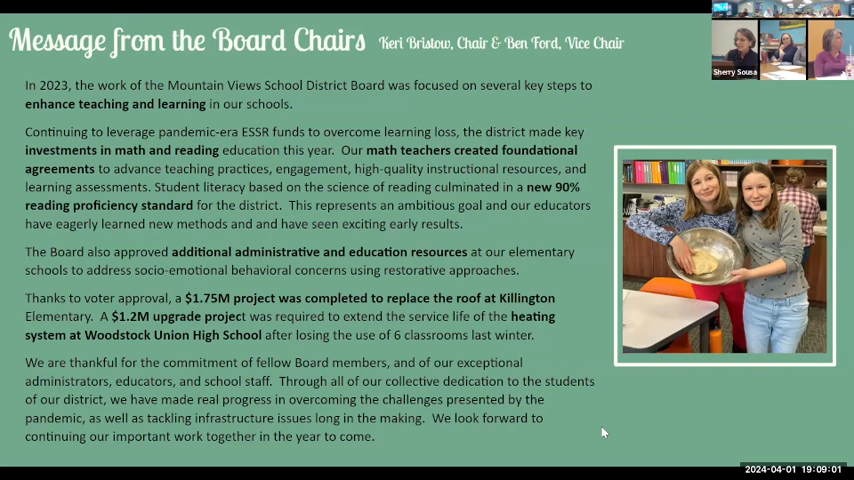 Message from the Board Chairs Keri Bristow, Chair & Ben Ford, Vice Chair
Sherry Sousa
In 2023, the work of the Mountain Views School District Board was focused on several key steps to
enhance teaching and learning in our schools.
Continuing to leverage pandemic-era ESSR funds to overcome learning loss, the district made key
investments in math and reading education this year. Our math teachers created foundational
agreements to advance teaching practices, engagement, high-quality instructional resources, and
learning assessments. Student literacy based on the science of reading culminated in a new 90%
reading proficiency standard for the district. This represents an ambitious goal and our educators
have eagerly learned new methods and and have seen exciting early results.
The Board also approved additional administrative and education resources at our elementary
schools to address socio-emotional behavioral concerns using restorative approaches.
Thanks to voter approval, a $1.75M project was completed to replace the roof at Killington
Elementary. A $1.2M upgrade project was required to extend the service life of the heating
system at Woodstock Union High School after losing the use of 6 classrooms last winter.
We are thankful for the commitment of fellow Board members, and of our exceptional
administrators, educators, and school staff. Through all of our collective dedication to the students
of our district, we have made real progress in overcoming the challenges presented by the
pandemic, as well as tackling infrastructure issues long in the making. We look forward to
continuing our important work together in the year to come.
2024-04-01 19:09:01